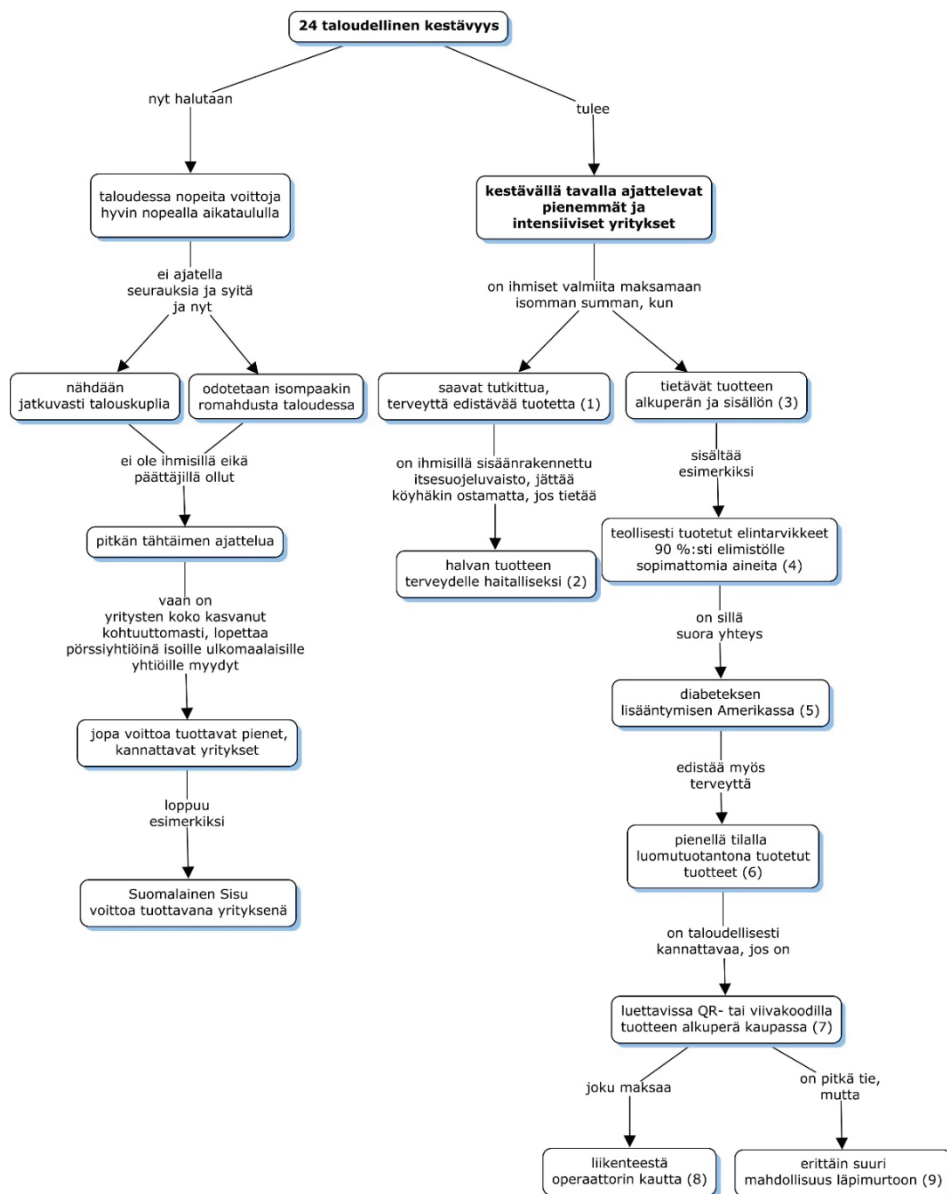 24 taloudellinen kestävyys
nyt halutaan
taloudessa nopeita voittoja
hyvin nopealla aikataululla
ei ajatella
seurauksia ja syitä
ja nyt
nähdään
jatkuvasti talouskuplia
odotetaan isompaakin
romahdusta taloudessa
ei ole ihmisillä eikä
päättäjillä ollut
pitkän tähtäimen ajattelua
vaan on
yritysten koko kasvanut
kohtuuttomasti, lopettaa
pörssiyhtiöinä isoille ulkomaalaisille
yhtiöille myydyt
jopa voittoa tuottavat pienet,
kannattavat yritykset
loppuu
esimerkiksi
Suomalainen Sisu
voittoa tuottavana yrityksenä
tulee
kestävällä tavalla ajattelevat
pienemmät ja
intensiiviset yritykset
on ihmiset valmiita maksamaan
isomman summan, kun
saavat tutkittua,
terveyttä edistävää tuotetta (1)
on ihmisillä sisäänrakennettu
itsesuojeluvaisto, jättää
köyhäkin ostamatta, jos tietää
halvan tuotteen
terveydelle haitalliseksi (2)
tietävät tuotteen
alkuperän ja sisällön (3)
sisältää
esimerkiksi
teollisesti tuotetut elintarvikkeet
90 %:sti elimistölle
sopimattomia aineita (4)
on sillä
suora yhteys
diabeteksen
lisääntymisen Amerikassa (5)
edistää myös
terveyttä
pienellä tilalla
luomutuotantona tuotetut
tuotteet (6)
on taloudellisesti
kannattavaa, jos on
luettavissa QR- tai viivakoodilla
tuotteen alkuperä kaupassa (7)
joku maksaa
liikenteestä
operaattorin kautta (8)
on pitkä tie,
mutta
erittäin suuri
mahdollisuus läpimurtoon (9)